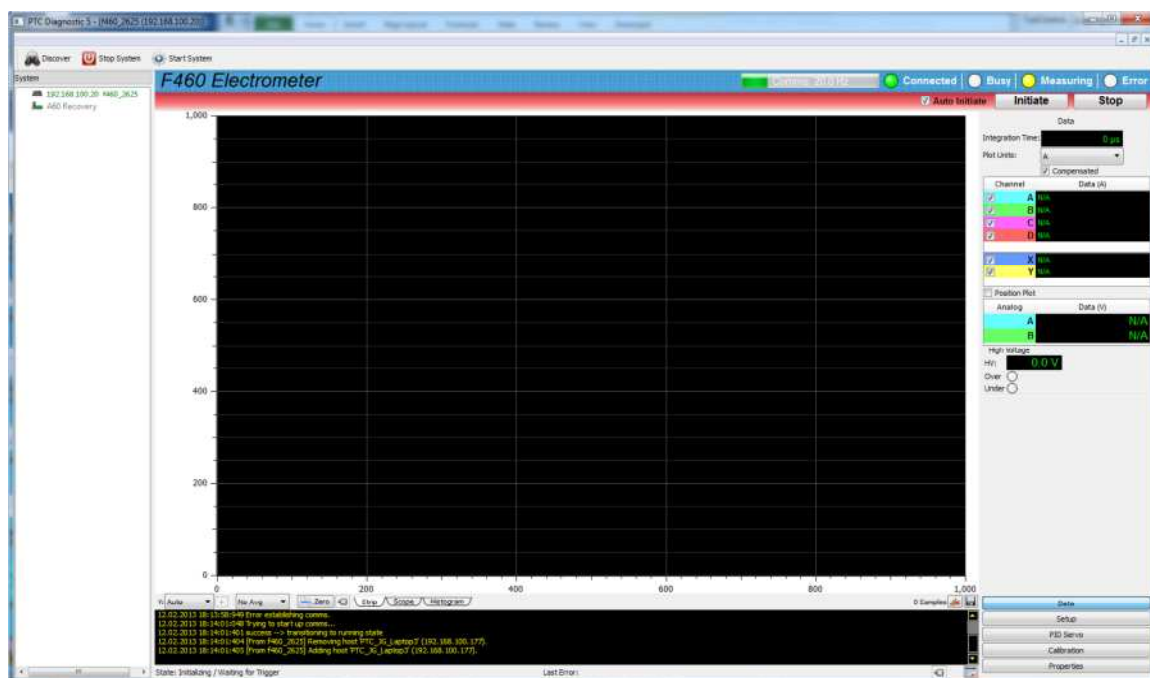 PTC Diagnostic 5 - [f460_2625 (192.168.100.20)]
Discover Stop System Start System
System
192.168.100.20 f460_2625
A60 Recovery
F460 Electrometer
Connected Busy Measuring Error
Auto Initiate Initiate Stop
1,000
800
600
400
200
0
0 200 400 600 800 1,000
Y: Auto No Avg Zero Strip Scope Histogram 0 Samples
12.02.2013 18:13:58:949 Error establishing comms.
12.02.2013 18:14:01:048 Trying to start up comms...
12.02.2013 18:14:01:401 success --> transitioning to running state
12.02.2013 18:14:01:404 [From f460_2625] Removing host 'PTC_JG_Laptop3' (192.168.100.177).
12.02.2013 18:14:01:405 [From f460_2625] Adding host 'PTC_JG_Laptop3' (192.168.100.177).
State: Initializing / Waiting for Trigger Last Error:
Data
Integration Time: 0 µs
Plot Units: A
Compensated
Channel Data (A)
A N/A
B N/A
C N/A
D N/A
X N/A
Y N/A
Position Plot
Analog Data (V)
A N/A
B N/A
High Voltage
HV: 0.0 V
Over
Under
Data
Setup
PID Servo
Calibration
Properties